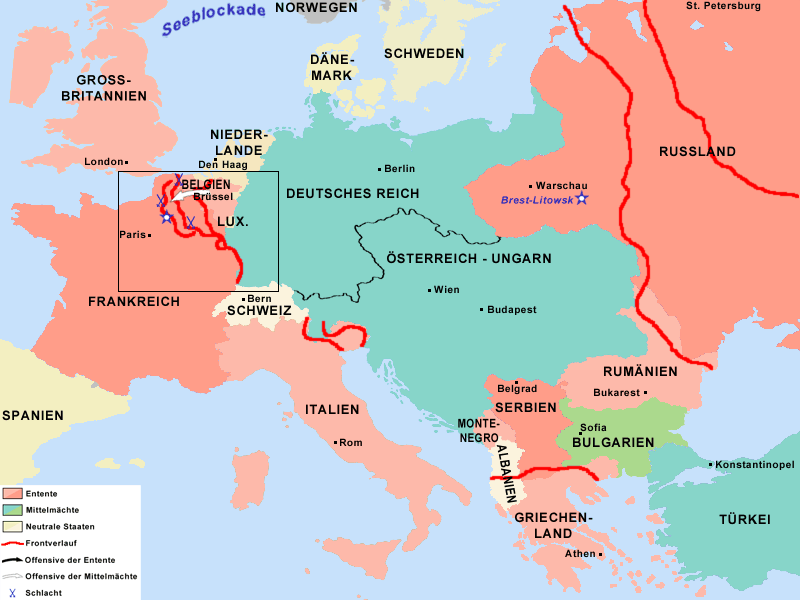 Seeblockade
NORWEGEN
St. Petersburg
SCHWEDEN
DÄNE-
MARK
GROSS-
BRITANNIEN
NIEDER-
LANDE
Den Haag
London
Berlin
RUSSLAND
BELGIEN
Brüssel
DEUTSCHES REICH
Warschau
Brest-Litowsk
LUX.
Paris
ÖSTERREICH - UNGARN
Wien
Budapest
FRANKREICH
Bern
SCHWEIZ
RUMÄNIEN
Bukarest
Belgrad
SERBIEN
ITALIEN
Rom
SPANIEN
MONTE-
NEGRO
Sofia
BULGARIEN
ALBANIEN
Konstantinopel
GRIECHEN-
LAND
Athen
TÜRKEI
Entente
Mittelmächte
Neutrale Staaten
Frontverlauf
Offensive der Entente
Offensive der Mittelmächte
Schlacht